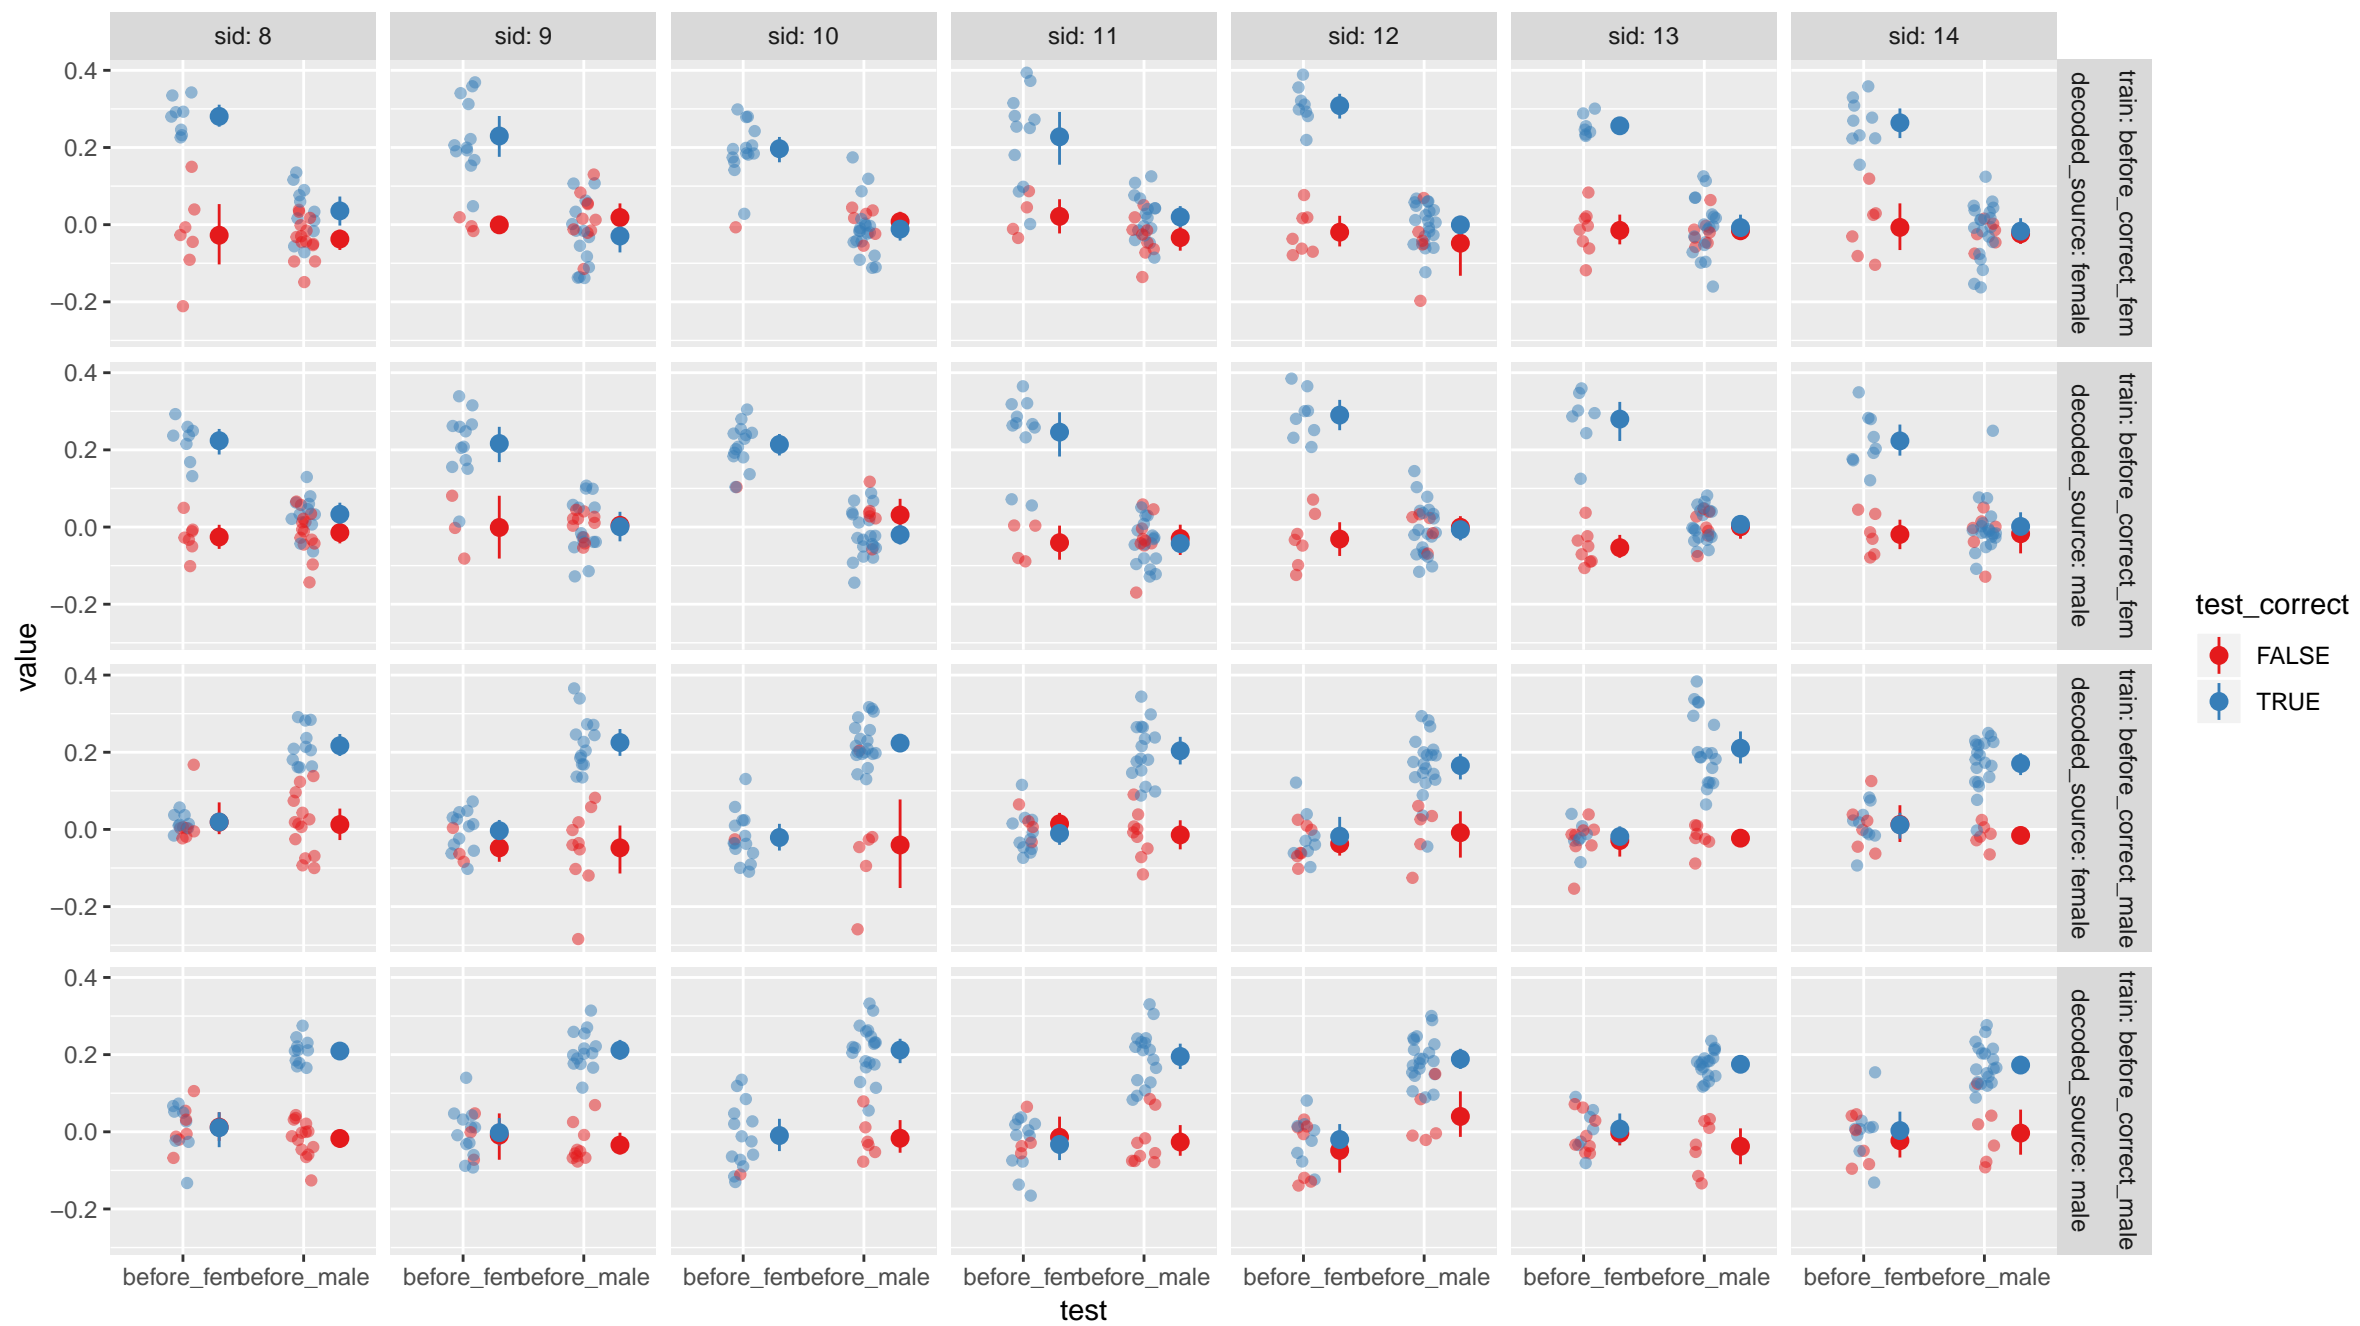 sid: 8
sid: 9
sid: 10
sid: 11
sid: 12
sid: 13
sid: 14
value
0.4
0.2
0.0
−0.2
train: before_correct_fem
decoded_source: female
0.4
0.2
0.0
−0.2
train: before_correct_fem
decoded_source: male
0.4
0.2
0.0
−0.2
train: before_correct_male
decoded_source: female
0.4
0.2
0.0
−0.2
train: before_correct_male
decoded_source: male
before_fem before_male
before_fem before_male
before_fem before_male
before_fem before_male
before_fem before_male
before_fem before_male
before_fem before_male
test
test_correct
FALSE
TRUE